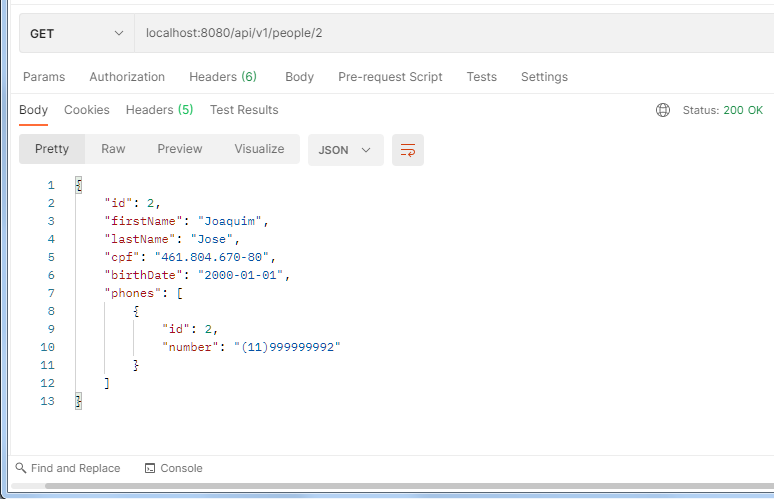 GET localhost:8080/api/v1/people/2
Params Authorization Headers (6) Body Pre-request Script Tests Settings
Body Cookies Headers (5) Test Results Status: 200 OK
Pretty Raw Preview Visualize JSON
1 {
2 "id": 2,
3 "firstName": "Joaquim",
4 "lastName": "Jose",
5 "cpf": "461.804.670-80",
6 "birthDate": "2000-01-01",
7 "phones": [
8 {
9 "id": 2,
10 "number": "(11)999999992"
11 }
12 ]
13 }
Find and Replace Console